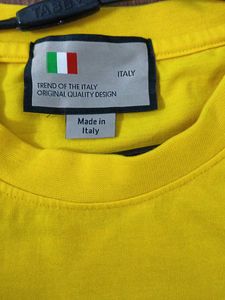 ITALY
TREND OF THE ITALY
ORIGINAL QUALITY DESIGN
Made in
Italy